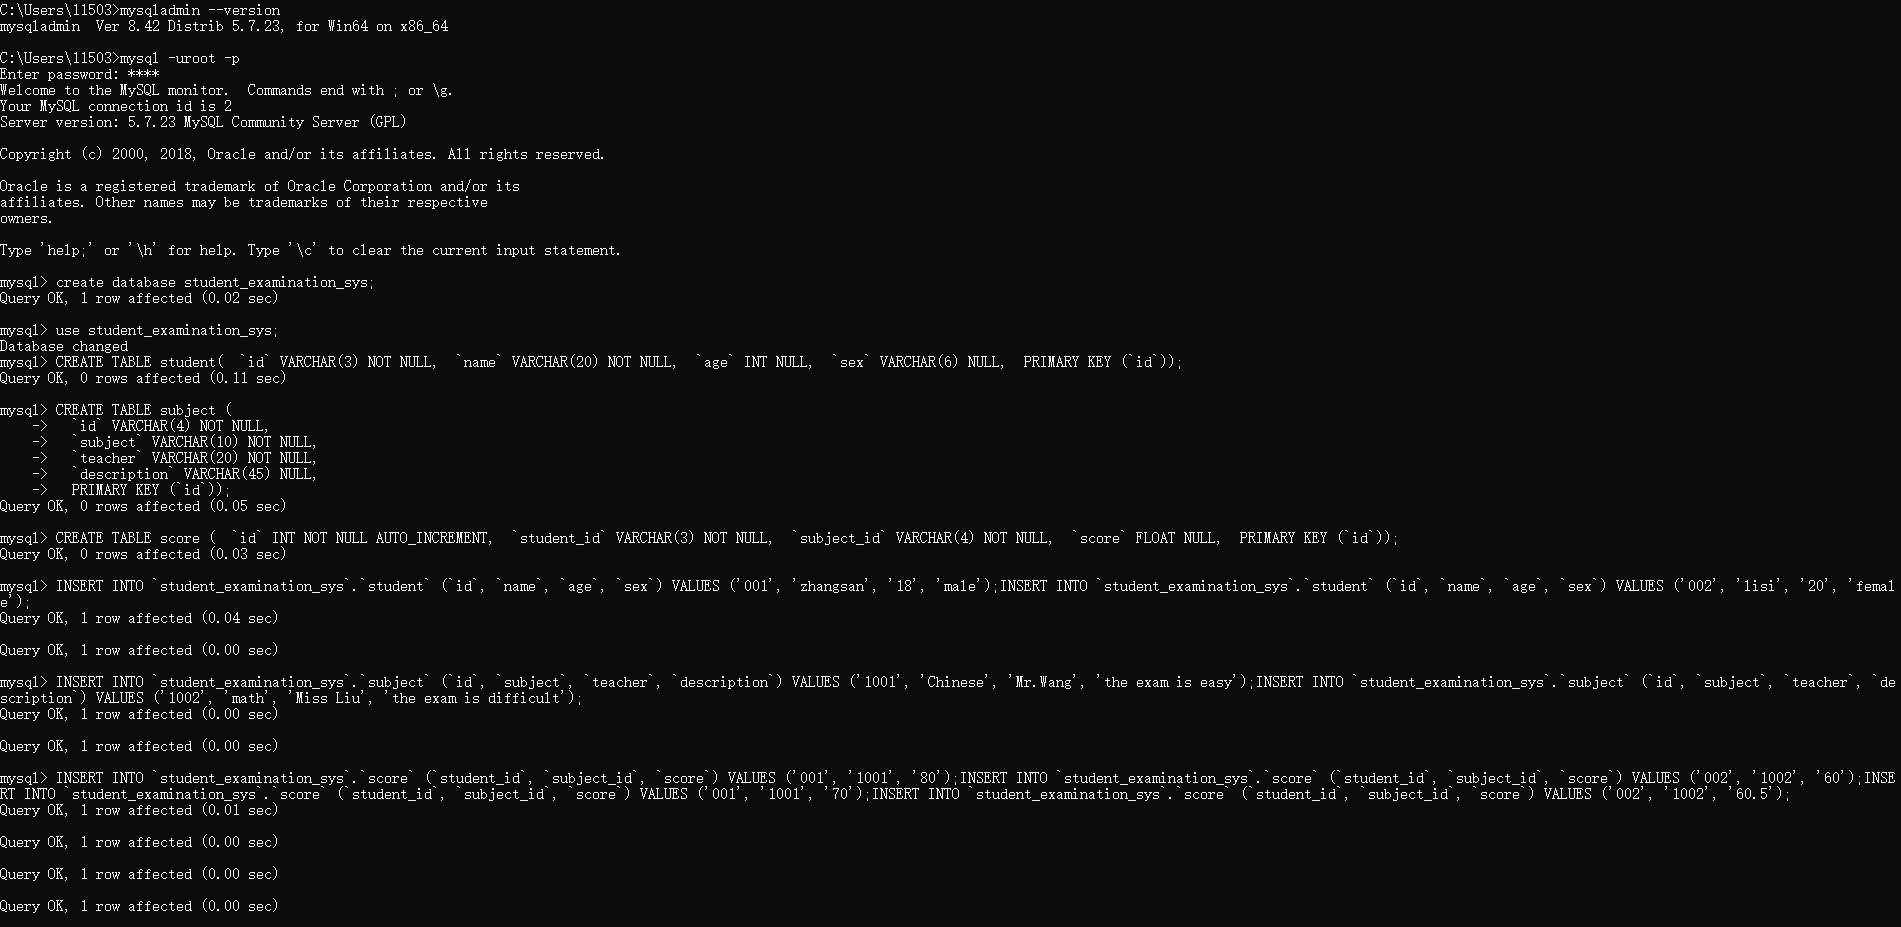 C:\Users\11503>mysqladmin --version
mysqladmin  Ver 8.42 Distrib 5.7.23, for Win64 on x86_64
C:\Users\11503>mysql -uroot -p
Enter password: ****
Welcome to the MySQL monitor.  Commands end with ; or \g.
Your MySQL connection id is 2
Server version: 5.7.23 MySQL Community Server (GPL)
Copyright (c) 2000, 2018, Oracle and/or its affiliates. All rights reserved.
Oracle is a registered trademark of Oracle Corporation and/or its
affiliates. Other names may be trademarks of their respective
owners.
Type 'help;' or '\h' for help. Type '\c' to clear the current input statement.
mysql> create database student_examination_sys;
Query OK, 1 row affected (0.02 sec)
mysql> use student_examination_sys;
Database changed
mysql> CREATE TABLE student(  `id` VARCHAR(3) NOT NULL,  `name` VARCHAR(20) NOT NULL,  `age` INT NULL,  `sex` VARCHAR(6) NULL,  PRIMARY KEY (`id`));
Query OK, 0 rows affected (0.11 sec)
mysql> CREATE TABLE subject (
    ->   `id` VARCHAR(4) NOT NULL,
    ->   `subject` VARCHAR(10) NOT NULL,
    ->   `teacher` VARCHAR(20) NOT NULL,
    ->   `description` VARCHAR(45) NULL,
    ->   PRIMARY KEY (`id`));
Query OK, 0 rows affected (0.05 sec)
mysql> CREATE TABLE score (  `id` INT NOT NULL AUTO_INCREMENT,  `student_id` VARCHAR(3) NOT NULL,  `subject_id` VARCHAR(4) NOT NULL,  `score` FLOAT NULL,  PRIMARY KEY (`id`));
Query OK, 0 rows affected (0.03 sec)
mysql> INSERT INTO `student_examination_sys`.`student` (`id`, `name`, `age`, `sex`) VALUES ('001', 'zhangsan', '18', 'male');INSERT INTO `student_examination_sys`.`student` (`id`, `name`, `age`, `sex`) VALUES ('002', 'lisi', '20', 'femal
e');
Query OK, 1 row affected (0.04 sec)
Query OK, 1 row affected (0.00 sec)
mysql> INSERT INTO `student_examination_sys`.`subject` (`id`, `subject`, `teacher`, `description`) VALUES ('1001', 'Chinese', 'Mr.Wang', 'the exam is easy');INSERT INTO `student_examination_sys`.`subject` (`id`, `subject`, `teacher`, `de
scription`) VALUES ('1002', 'math', 'Miss Liu', 'the exam is difficult');
Query OK, 1 row affected (0.00 sec)
Query OK, 1 row affected (0.00 sec)
mysql> INSERT INTO `student_examination_sys`.`score` (`student_id`, `subject_id`, `score`) VALUES ('001', '1001', '80');INSERT INTO `student_examination_sys`.`score` (`student_id`, `subject_id`, `score`) VALUES ('002', '1002', '60');INSE
RT INTO `student_examination_sys`.`score` (`student_id`, `subject_id`, `score`) VALUES ('001', '1001', '70');INSERT INTO `student_examination_sys`.`score` (`student_id`, `subject_id`, `score`) VALUES ('002', '1002', '60.5');
Query OK, 1 row affected (0.01 sec)
Query OK, 1 row affected (0.00 sec)
Query OK, 1 row affected (0.00 sec)
Query OK, 1 row affected (0.00 sec)